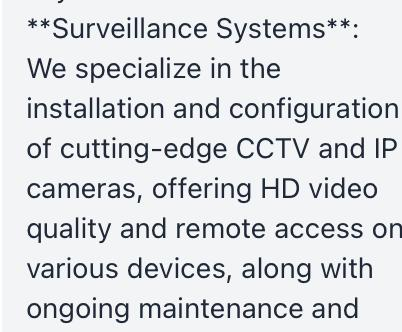 **Surveillance Systems**:
We specialize in the
installation and configuration
of cutting-edge CCTV and IP
cameras, offering HD video
quality and remote access on
various devices, along with
ongoing maintenance and